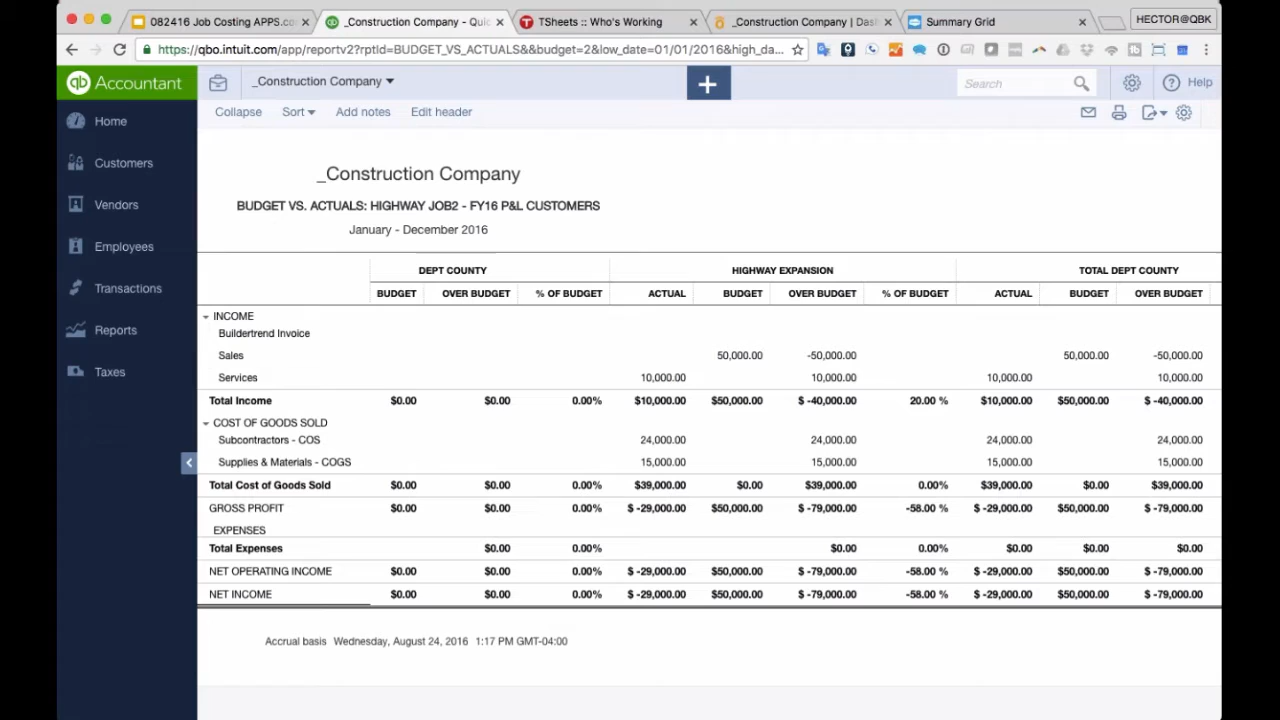 082416 Job Costing APPS.co
_Construction Company - Quic
TSheets :: Who's Working
_Construction Company | Dash
Summary Grid
HECTOR@QBK
https://qbo.intuit.com/app/reportv2?rptId=BUDGET_VS_ACTUALS&&budget=2&low_date=01/01/2016&high_da...
qb Accountant
_Construction Company
+
Search
Help
Home
Customers
Vendors
Employees
Transactions
Reports
Taxes
Collapse Sort Add notes Edit header
_Construction Company
BUDGET VS. ACTUALS: HIGHWAY JOB2 - FY16 P&L CUSTOMERS
January - December 2016
DEPT COUNTY HIGHWAY EXPANSION TOTAL DEPT COUNTY
BUDGET OVER BUDGET % OF BUDGET ACTUAL BUDGET OVER BUDGET % OF BUDGET ACTUAL BUDGET OVER BUDGET
INCOME
Buildertrend Invoice
Sales 50,000.00 -50,000.00 50,000.00 -50,000.00
Services 10,000.00 10,000.00 10,000.00 10,000.00
Total Income $0.00 $0.00 0.00% $10,000.00 $50,000.00 $ -40,000.00 20.00 % $10,000.00 $50,000.00 $ -40,000.00
COST OF GOODS SOLD
Subcontractors - COS 24,000.00 24,000.00 24,000.00 24,000.00
Supplies & Materials - COGS 15,000.00 15,000.00 15,000.00 15,000.00
Total Cost of Goods Sold $0.00 $0.00 0.00% $39,000.00 $0.00 $39,000.00 0.00% $39,000.00 $0.00 $39,000.00
GROSS PROFIT $0.00 $0.00 0.00% $ -29,000.00 $50,000.00 $ -79,000.00 -58.00 % $ -29,000.00 $50,000.00 $ -79,000.00
EXPENSES
Total Expenses $0.00 0.00% $0.00 0.00% $0.00 $0.00 $0.00
NET OPERATING INCOME $0.00 $0.00 0.00% $ -29,000.00 $50,000.00 $ -79,000.00 -58.00 % $ -29,000.00 $50,000.00 $ -79,000.00
NET INCOME $0.00 $0.00 0.00% $ -29,000.00 $50,000.00 $ -79,000.00 -58.00 % $ -29,000.00 $50,000.00 $ -79,000.00
Accrual basis Wednesday, August 24, 2016 1:17 PM GMT-04:00